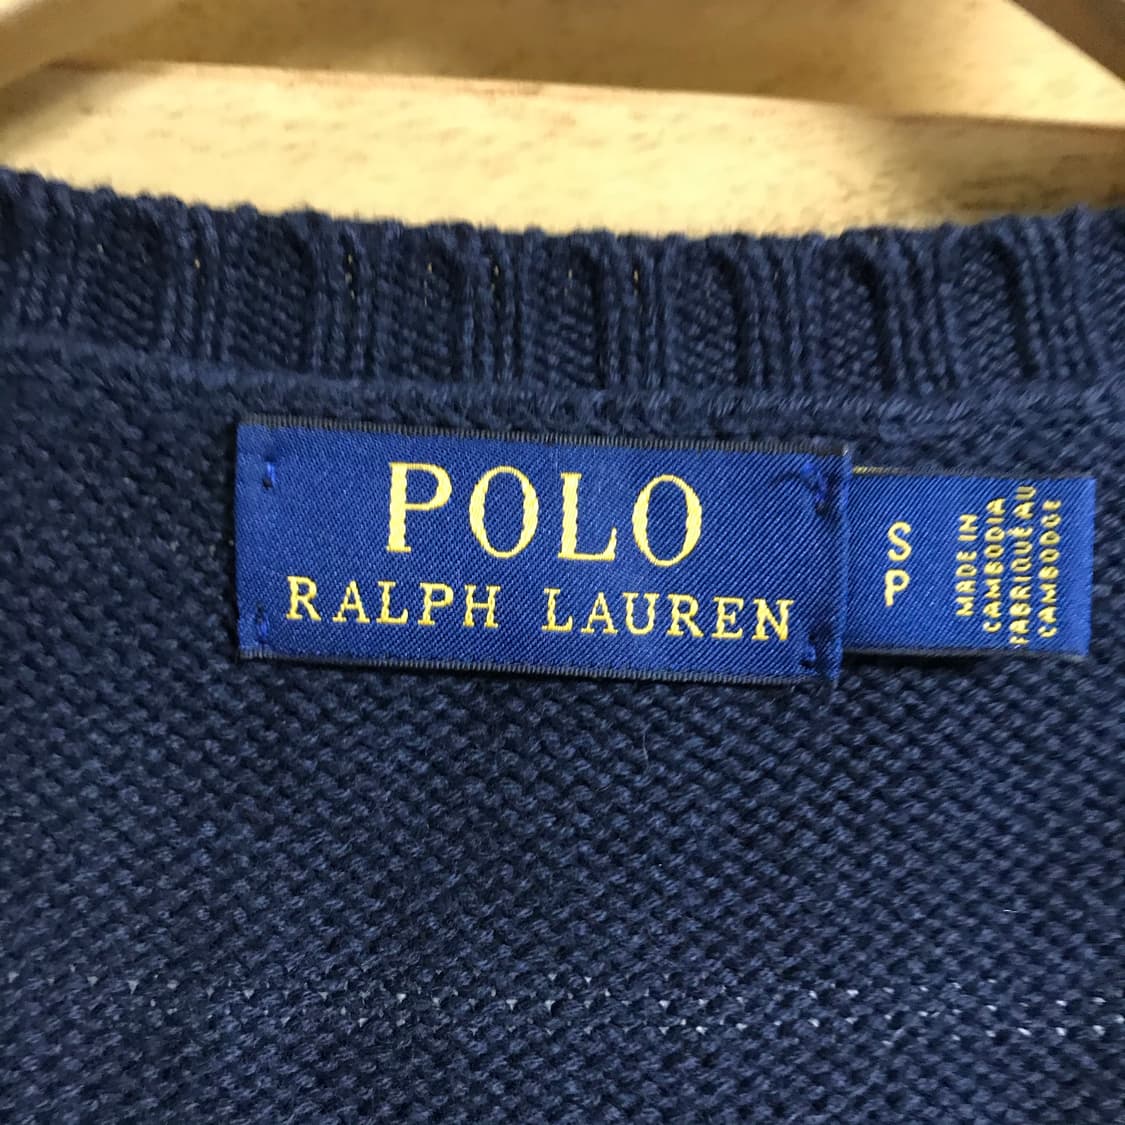 POLO
RALPH LAUREN
S
P
MADE IN
CAMBODIA
FABRIQUÉ AU
CAMBODGE